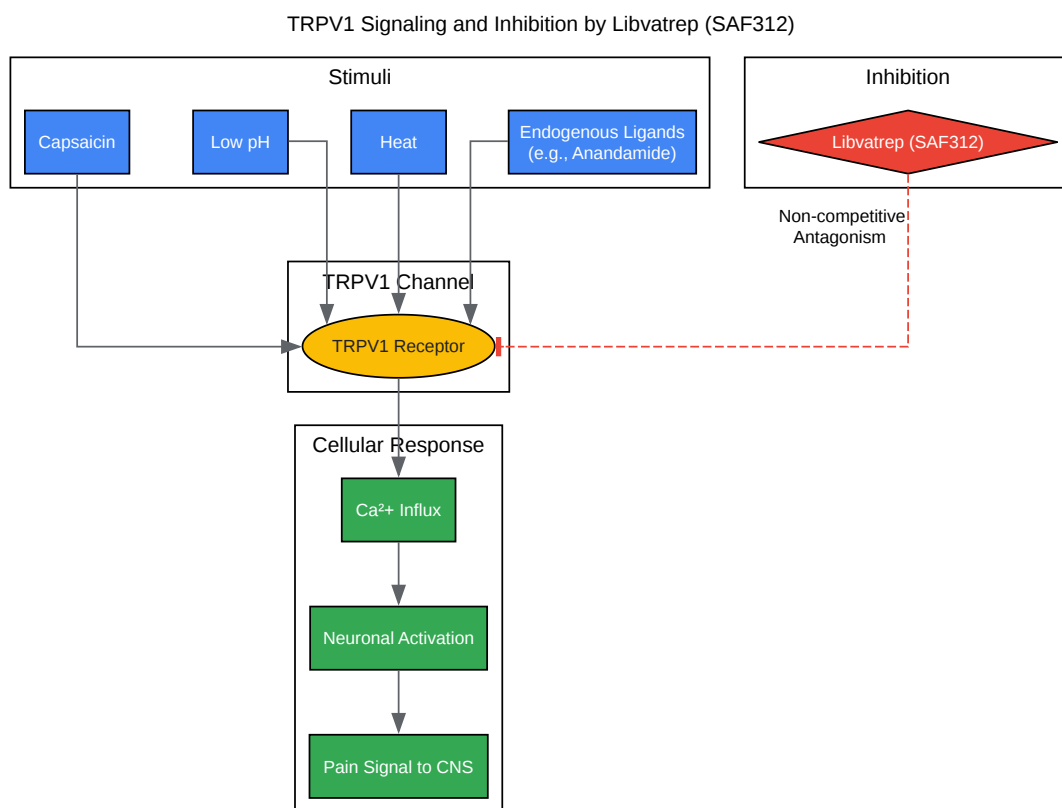 TRPV1 Signaling and Inhibition by Libvatrep (SAF312)
Stimuli
Inhibition
Capsaicin
Low pH
Heat
Endogenous Ligands
(e.g., Anandamide)
Libvatrep (SAF312)
Non-competitive
Antagonism
TRPV1 Channel
TRPV1 Receptor
Cellular Response
Ca²+ Influx
Neuronal Activation
Pain Signal to CNS